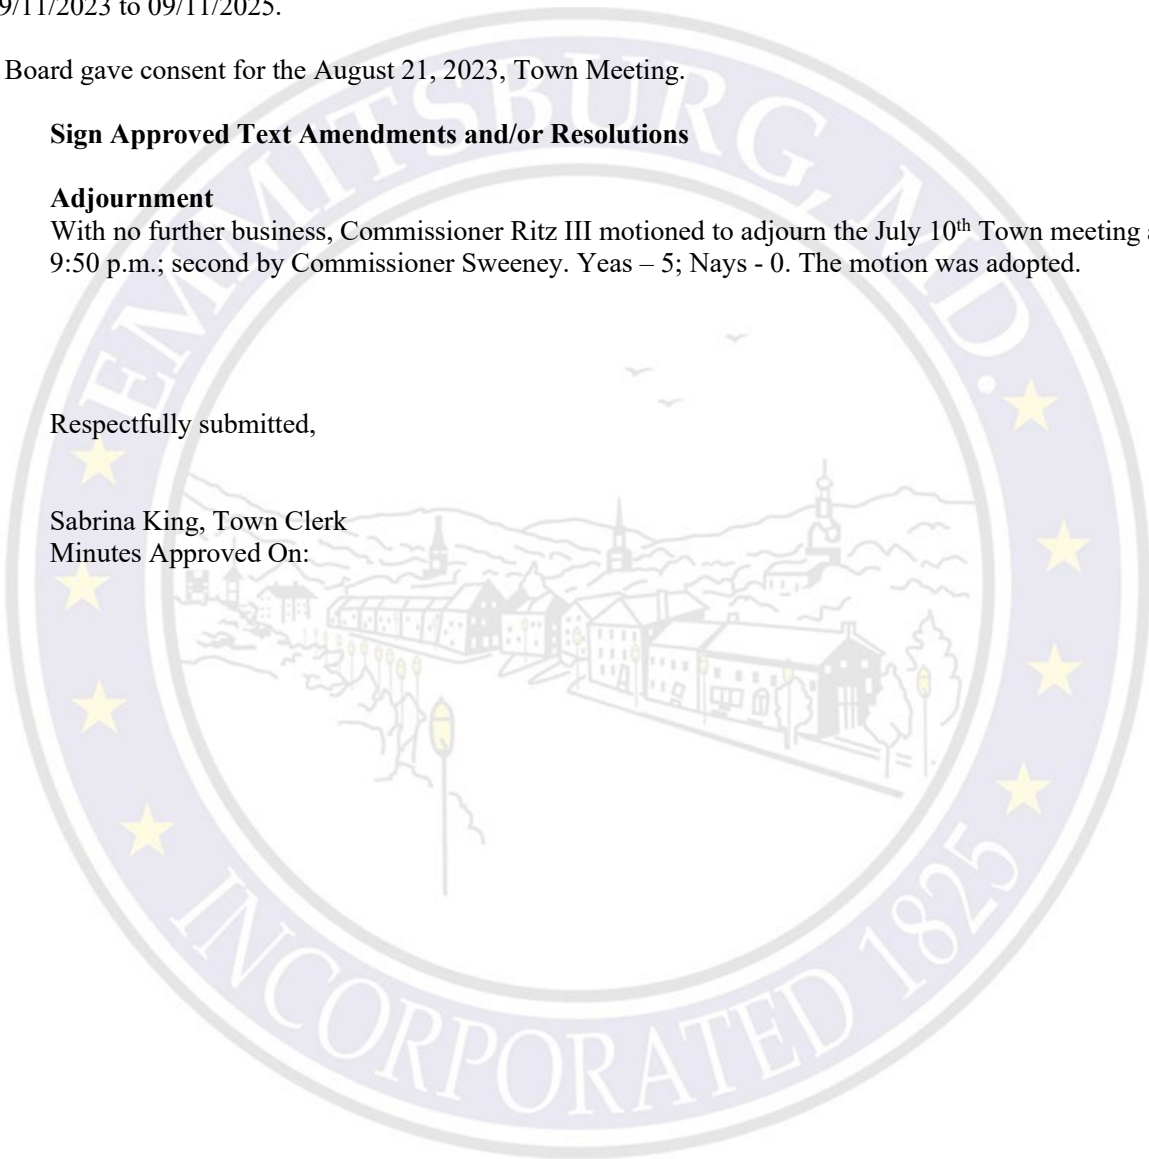 9/11/2023 to 09/11/2025.
Board gave consent for the August 21, 2023, Town Meeting.
Sign Approved Text Amendments and/or Resolutions
Adjournment
With no further business, Commissioner Ritz III motioned to adjourn the July 10th Town meeting
9:50 p.m.; second by Commissioner Sweeney. Yeas – 5; Nays - 0. The motion was adopted.
Respectfully submitted,
Sabrina King, Town Clerk
Minutes Approved On:
EMMITSBURG, MD.
INCORPORATED 1825